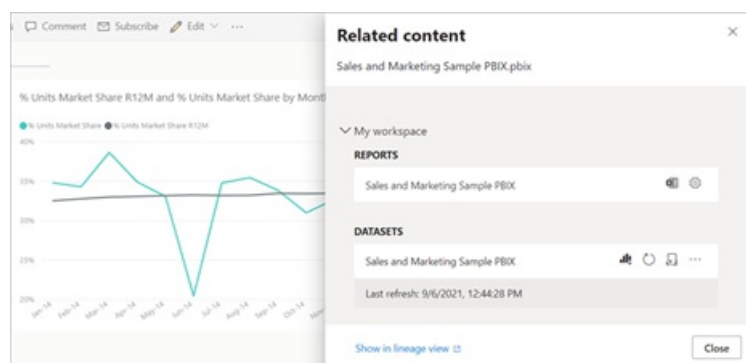 Comment Subscribe Edit ...
% Units Market Share R12M and % Units Market Share by Month
% Units Market Share % Units Market Share R12M
40%
35%
30%
25%
20%
Jan-14 Feb-14 Mar-14 Apr-14 May-14 Jun-14 Jul-14 Aug-14 Sep-14 Oct-14 Nov
Related content
Sales and Marketing Sample PBIX.pbix
My workspace
REPORTS
Sales and Marketing Sample PBIX
DATASETS
Sales and Marketing Sample PBIX
Last refresh: 9/6/2021, 12:44:28 PM
Show in lineage view
Close